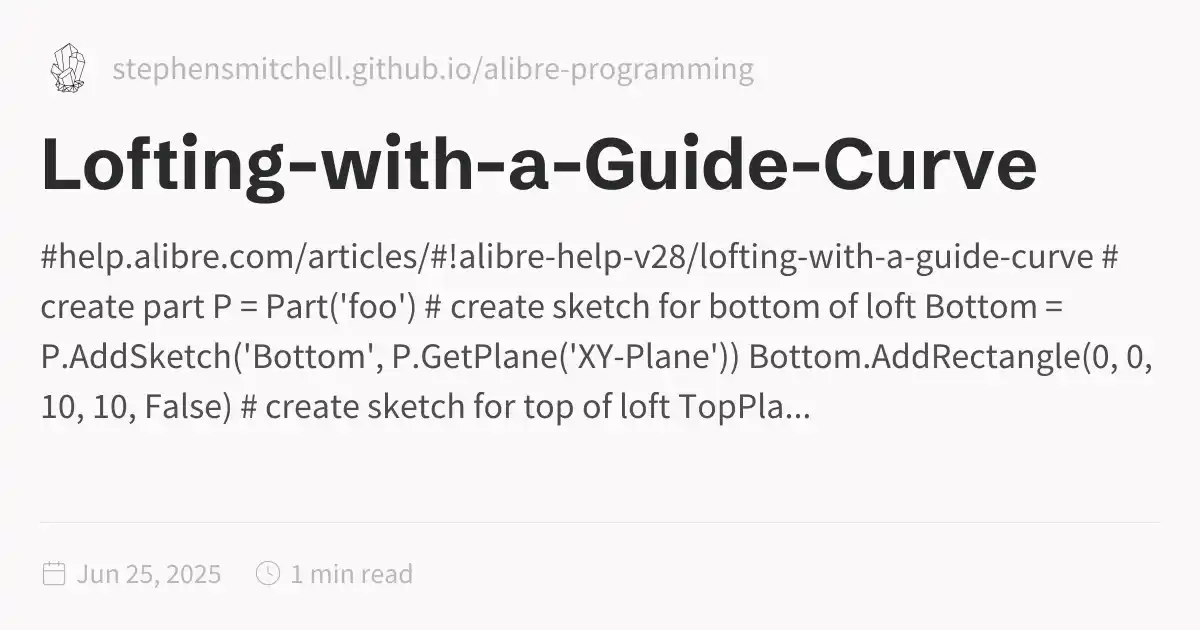 stephensmitchell.github.io/alibre-programming
Lofting-with-a-Guide-Curve
#help.alibre.com/articles/#!alibre-help-v28/lofting-with-a-guide-curve #
create part P = Part('foo') # create sketch for bottom of loft Bottom =
P.AddSketch('Bottom', P.GetPlane('XY-Plane')) Bottom.AddRectangle(0, 0,
10, 10, False) # create sketch for top of loft TopPla...
Jun 25, 2025 1 min read